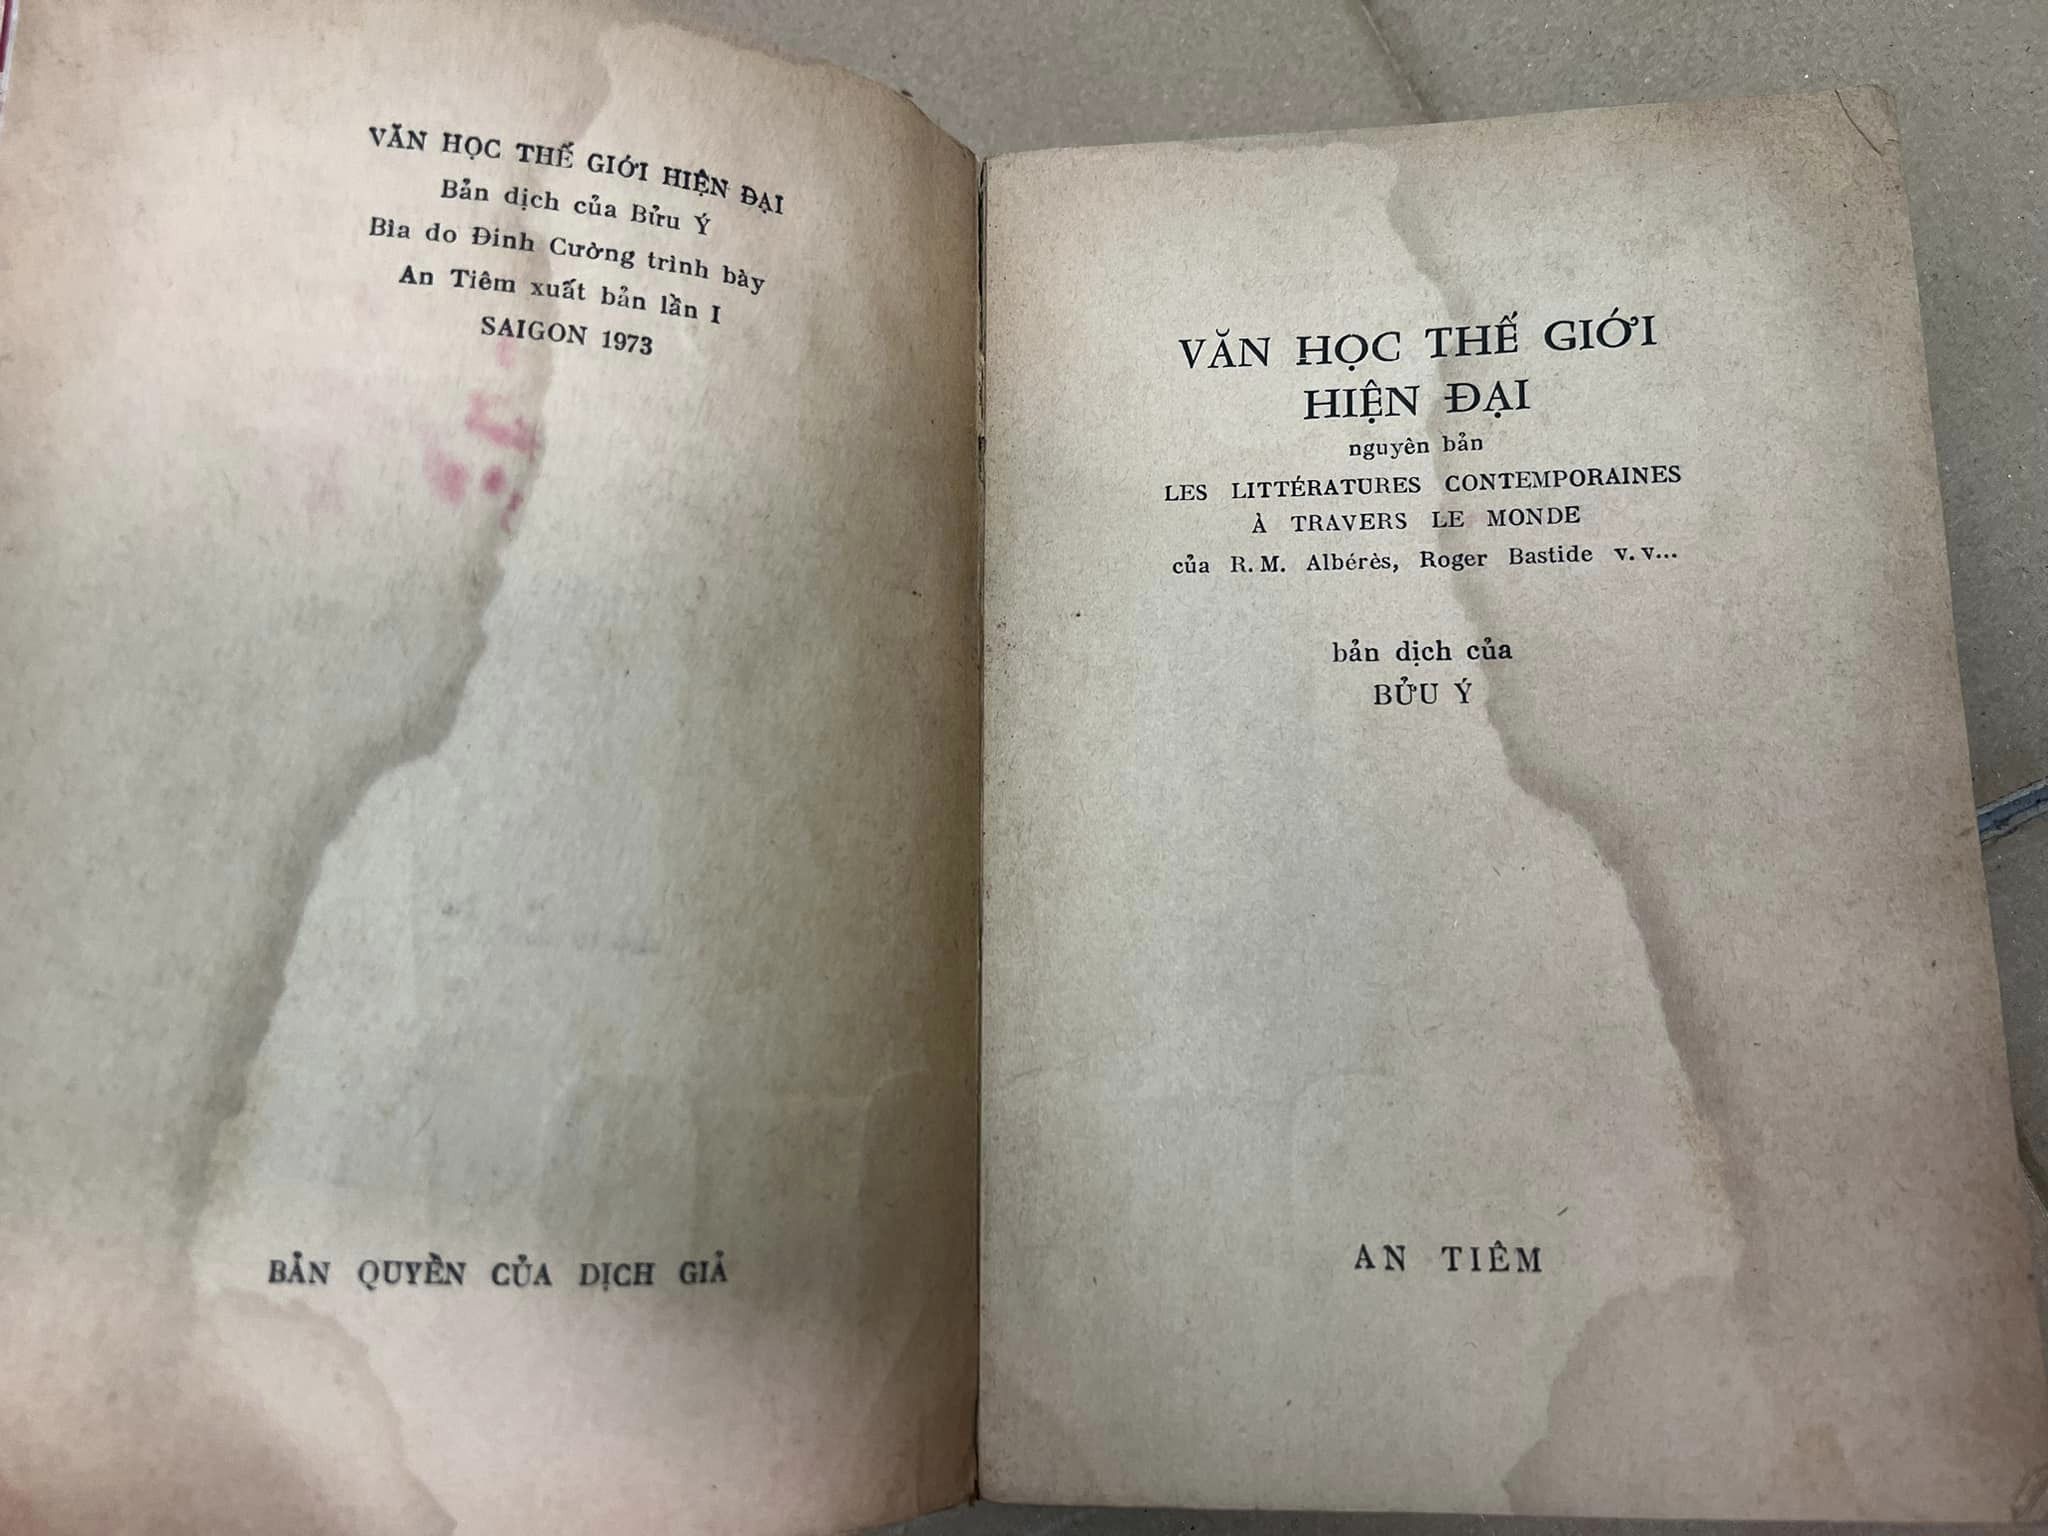 VĂN HỌC THẾ GIỚI HIỆN ĐẠI
Bản dịch của Bửu Ý
Bìa do Đinh Cường trình bày
An Tiêm xuất bản lần I
SAIGON 1973
BẢN QUYỀN CỦA DỊCH GIẢ
VĂN HỌC THẾ GIỚI
HIỆN ĐẠI
nguyên bản
LES LITTÉRATURES CONTEMPORAINES
À TRAVERS LE MONDE
của R. M. Albérès, Roger Bastide v. v...
bản dịch của
BỬU Ý
AN TIÊM